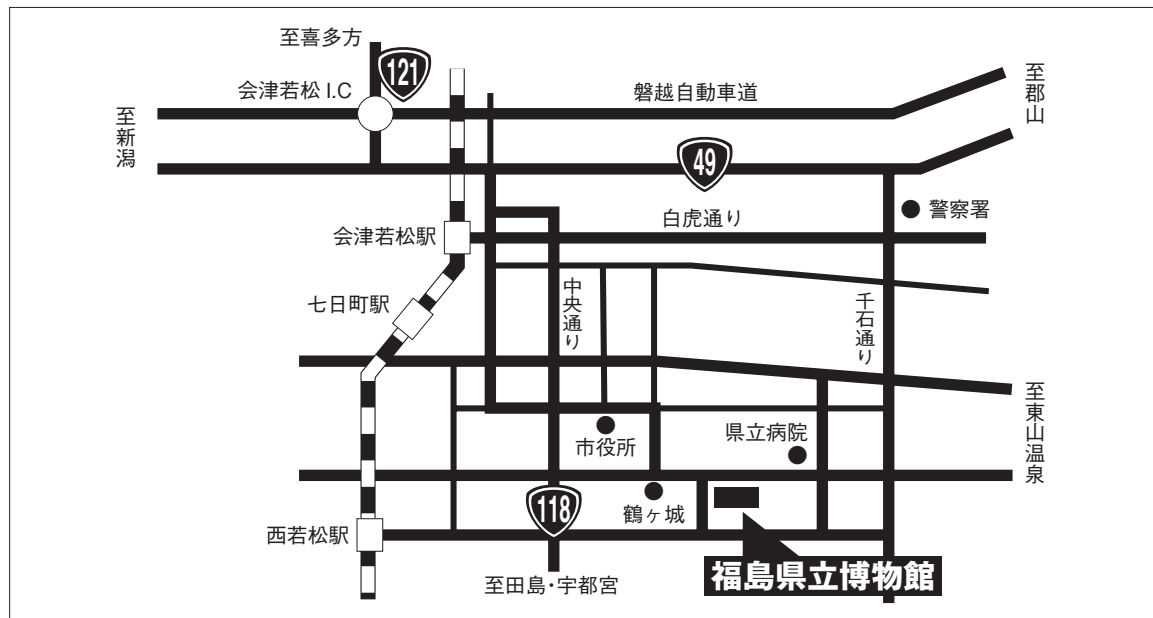 至喜多方
121
会津若松 I.C
磐越自動車道
至郡山
至新潟
49
警察署
白虎通り
会津若松駅
七日町駅
中央通り
千石通り
至東山温泉
市役所
県立病院
118
鶴ヶ城
西若松駅
福島県立博物館
至田島・宇都宮